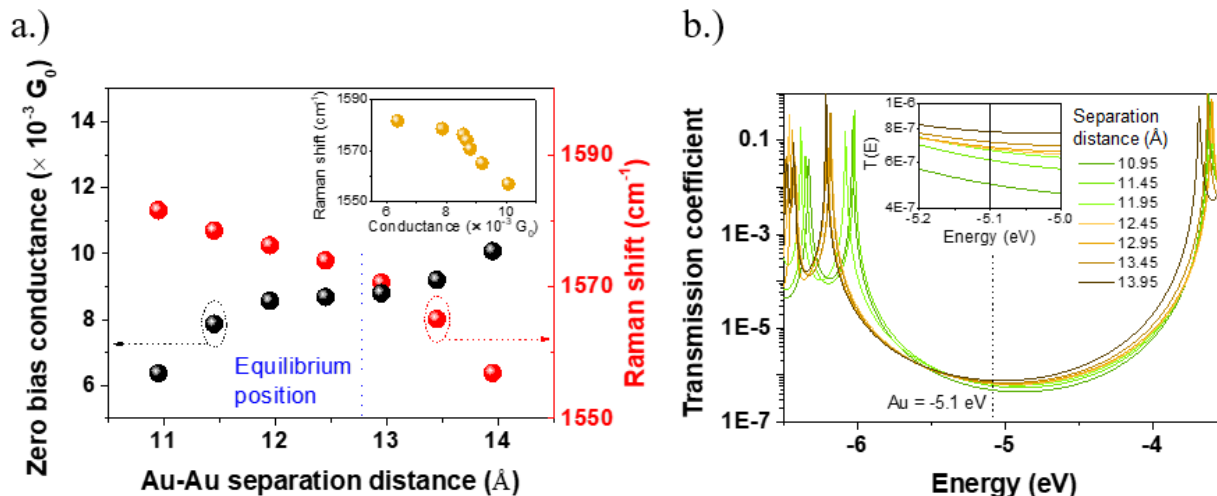 a.)
Zero bias conductance (× 10⁻³ G₀)
14
12
10
8
6
11
12
13
14
Au-Au separation distance (Å)
Equilibrium
position
1590
1570
1550
Raman shift (cm⁻¹)
1590
1570
1550
Raman shift (cm⁻¹)
6
8
10
Conductance (× 10⁻³ G₀)
b.)
Transmission coefficient
0.1
1E-3
1E-5
1E-7
-6
-5
-4
Energy (eV)
Au = -5.1 eV
T(E)
1E-6
8E-7
6E-7
4E-7
-5.2
-5.1
-5.0
Energy (eV)
Separation
distance (Å)
10.95
11.45
11.95
12.45
12.95
13.45
13.95